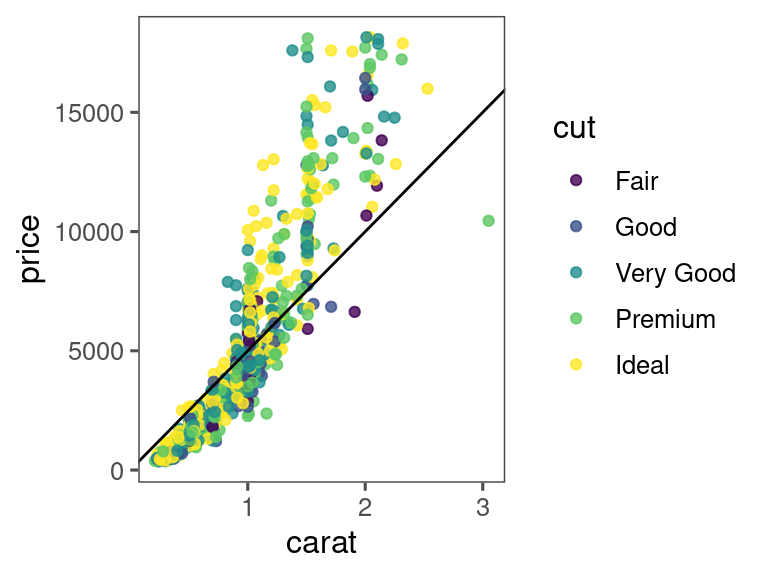 price
15000
10000
5000
0
1 2 3
carat
cut
Fair
Good
Very Good
Premium
Ideal